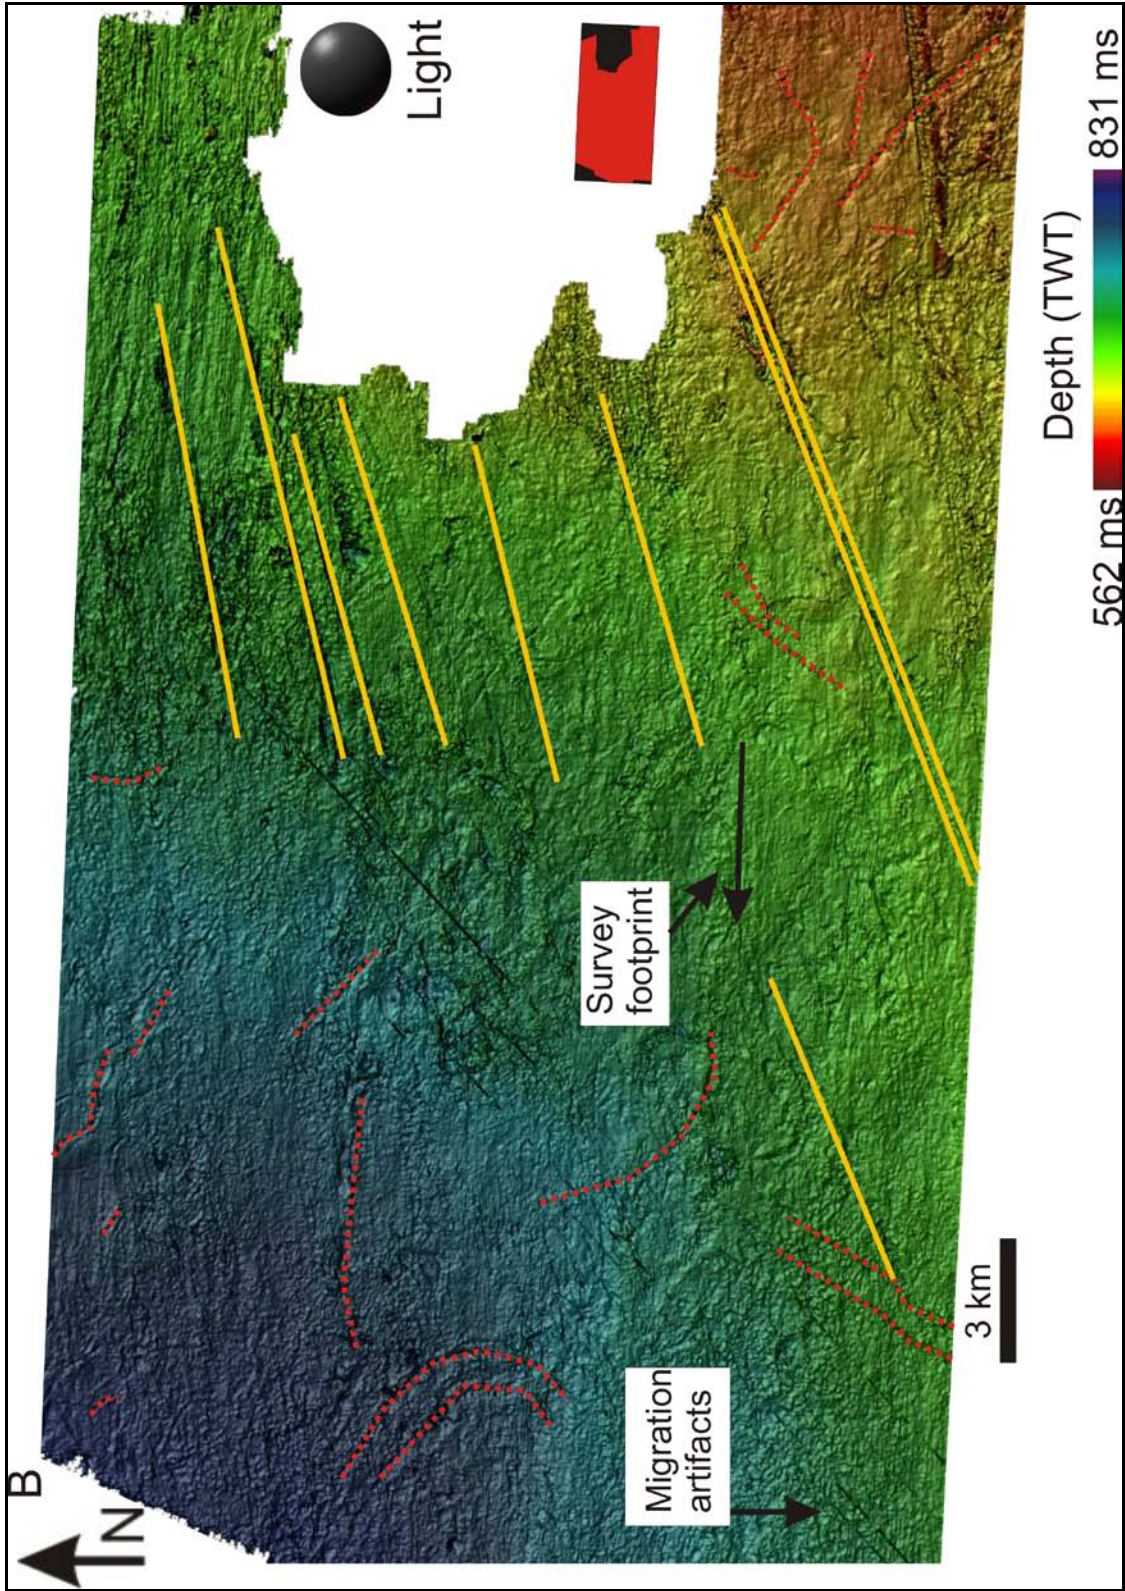 B
N
Light
Survey
footprint
Migration
artifacts
3 km
Depth (TWT)
562 ms
831 ms